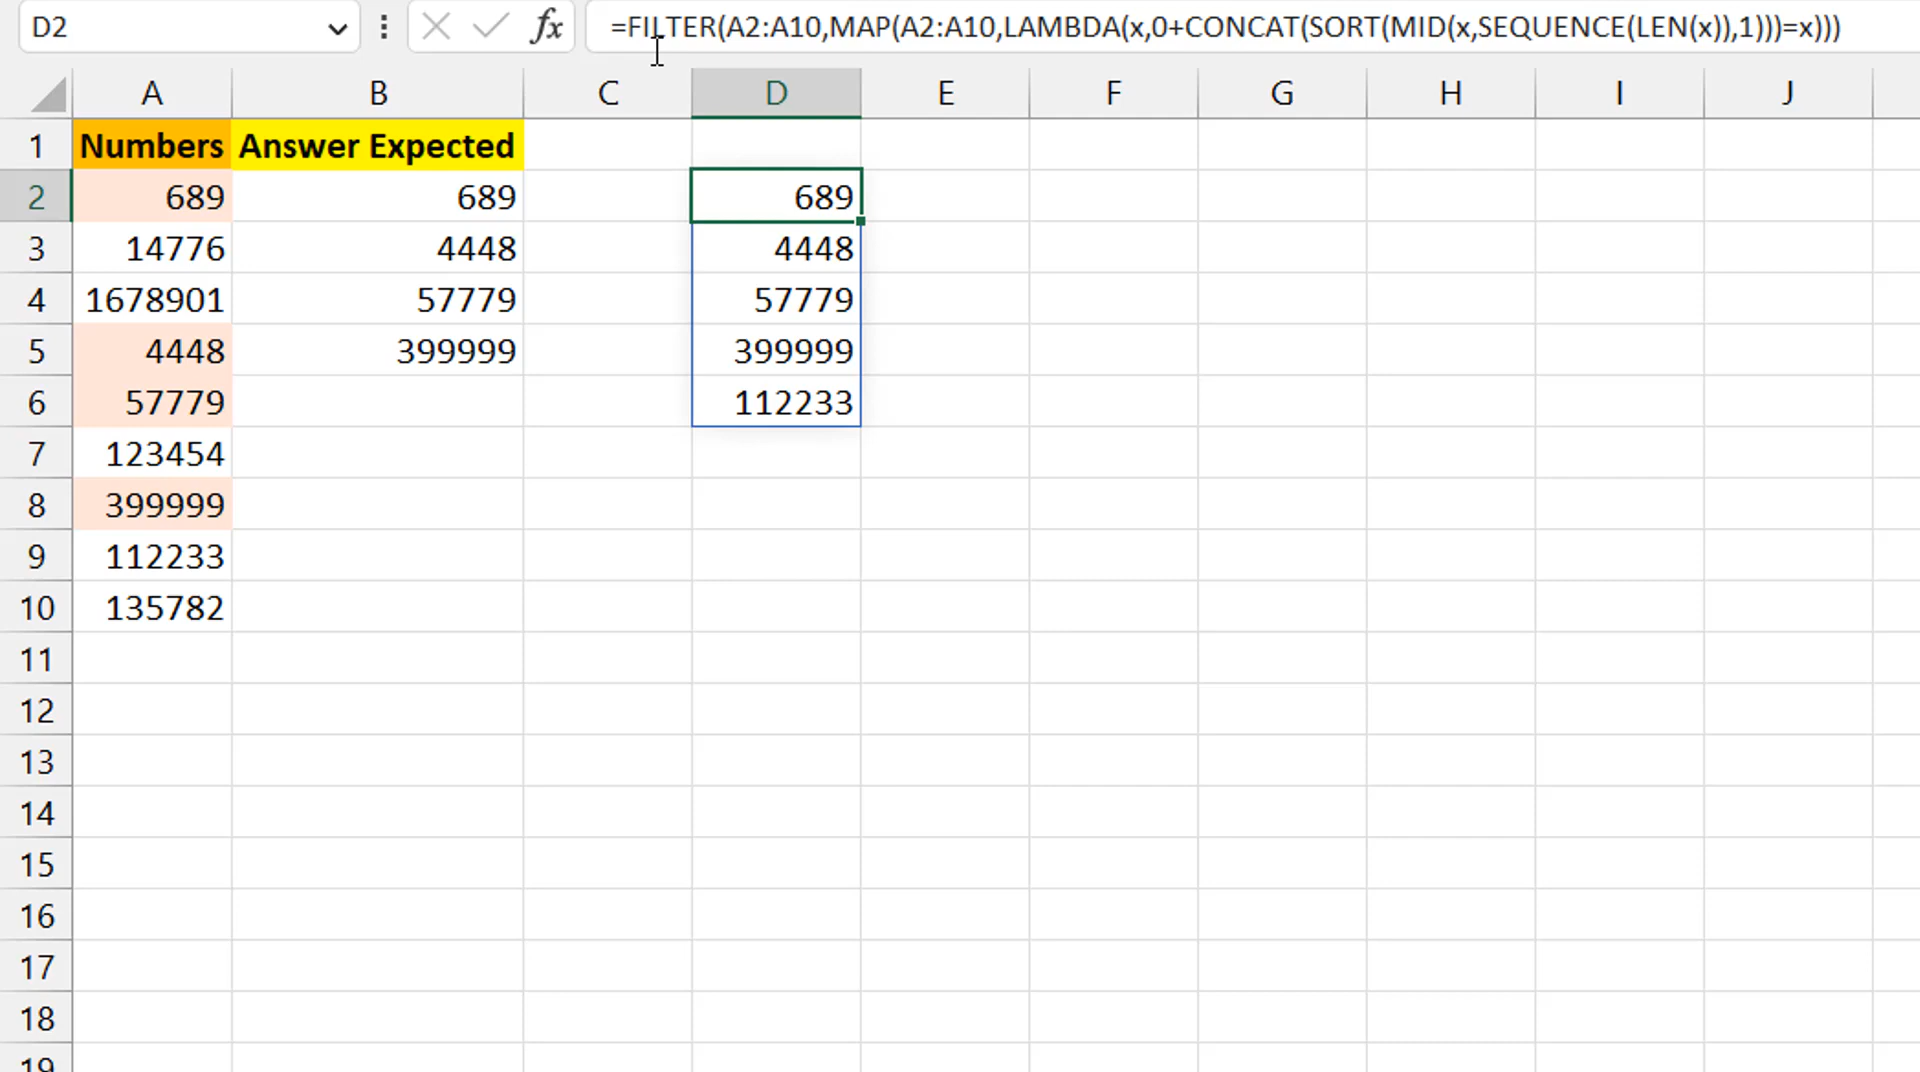 D2 fx =FILTER(A2:A10,MAP(A2:A10,LAMBDA(x,0+CONCAT(SORT(MID(x,SEQUENCE(LEN(x)),1)))=x)))
A B C D E F G H I J
1 Numbers Answer Expected
2 689 689 689
3 14776 4448 4448
4 1678901 57779 57779
5 4448 399999 399999
6 57779 112233
7 123454
8 399999
9 112233
10 135782
11
12
13
14
15
16
17
18
19